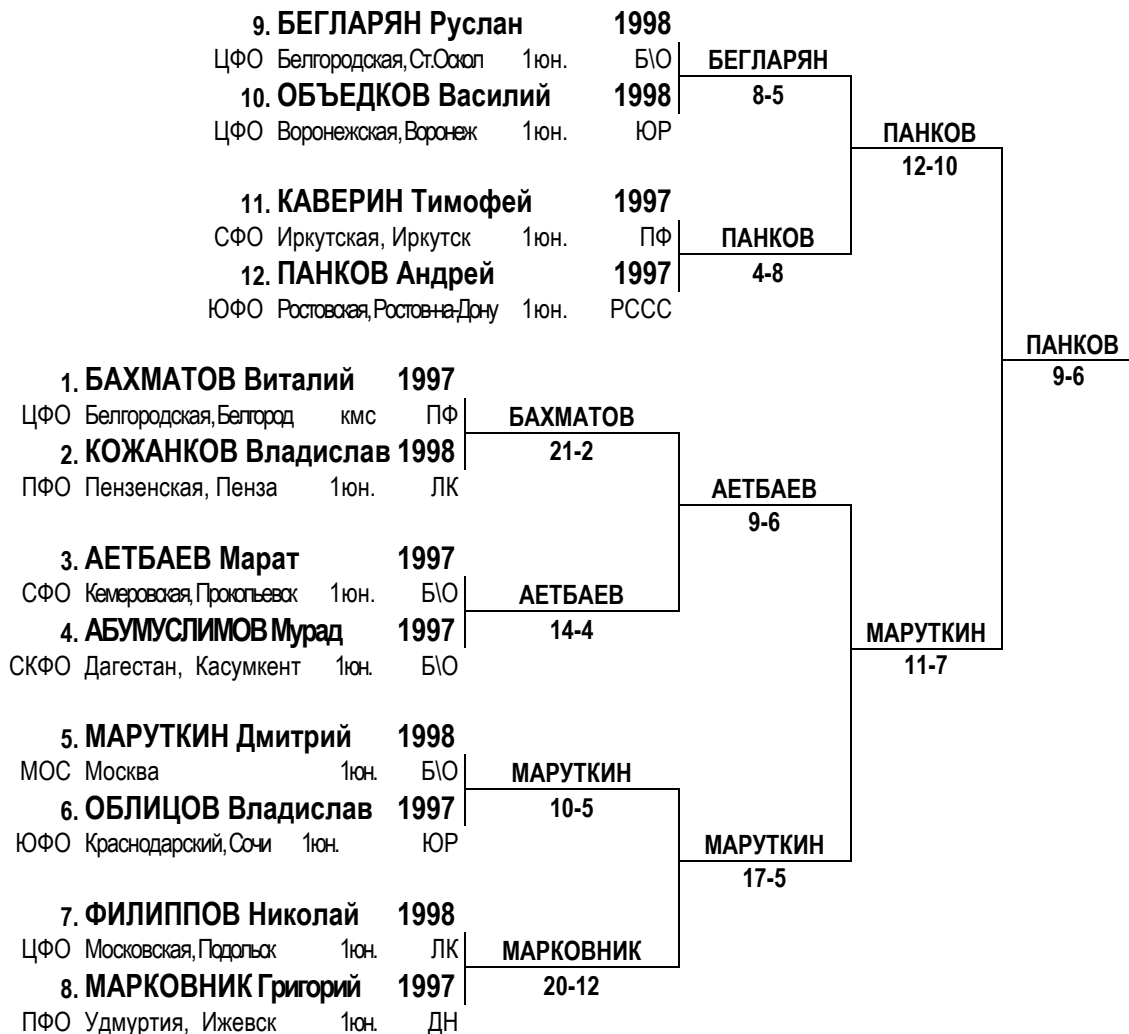 9. БЕГЛАРЯН Руслан 1998
ЦФО Белгородская, Ст.Оскол 1юн. Б\О
БЕГЛАРЯН
10. ОБЪЕДКОВ Василий 1998
8-5
ЦФО Воронежская, Воронеж 1юн. ЮР
ПАНКОВ
12-10
11. КАВЕРИН Тимофей 1997
СФО Иркутская, Иркутск 1юн. ПФ
ПАНКОВ
12. ПАНКОВ Андрей 1997
4-8
ЮФО Ростовская, Ростов-на-Дону 1юн. РССС
ПАНКОВ
9-6
1. БАХМАТОВ Виталий 1997
ЦФО Белгородская, Белгород кмс ПФ
БАХМАТОВ
2. КОЖАНКОВ Владислав 1998
21-2
ПФО Пензенская, Пенза 1юн. ЛК
АЕТБАЕВ
9-6
3. АЕТБАЕВ Марат 1997
СФО Кемеровская, Прокопьевск 1юн. Б\О
АЕТБАЕВ
4. АБУМУСЛИМОВ Мурад 1997
14-4
МАРУТКИН
СКФО Дагестан, Касумкент 1юн. Б\О
11-7
5. МАРУТКИН Дмитрий 1998
МОС Москва 1юн. Б\О
МАРУТКИН
6. ОБЛИЦОВ Владислав 1997
10-5
ЮФО Краснодарский, Сочи 1юн. ЮР
МАРУТКИН
17-5
7. ФИЛИППОВ Николай 1998
ЦФО Московская, Подольск 1юн. ЛК
МАРКОВНИК
8. МАРКОВНИК Григорий 1997
20-12
ПФО Удмуртия, Ижевск 1юн. ДН